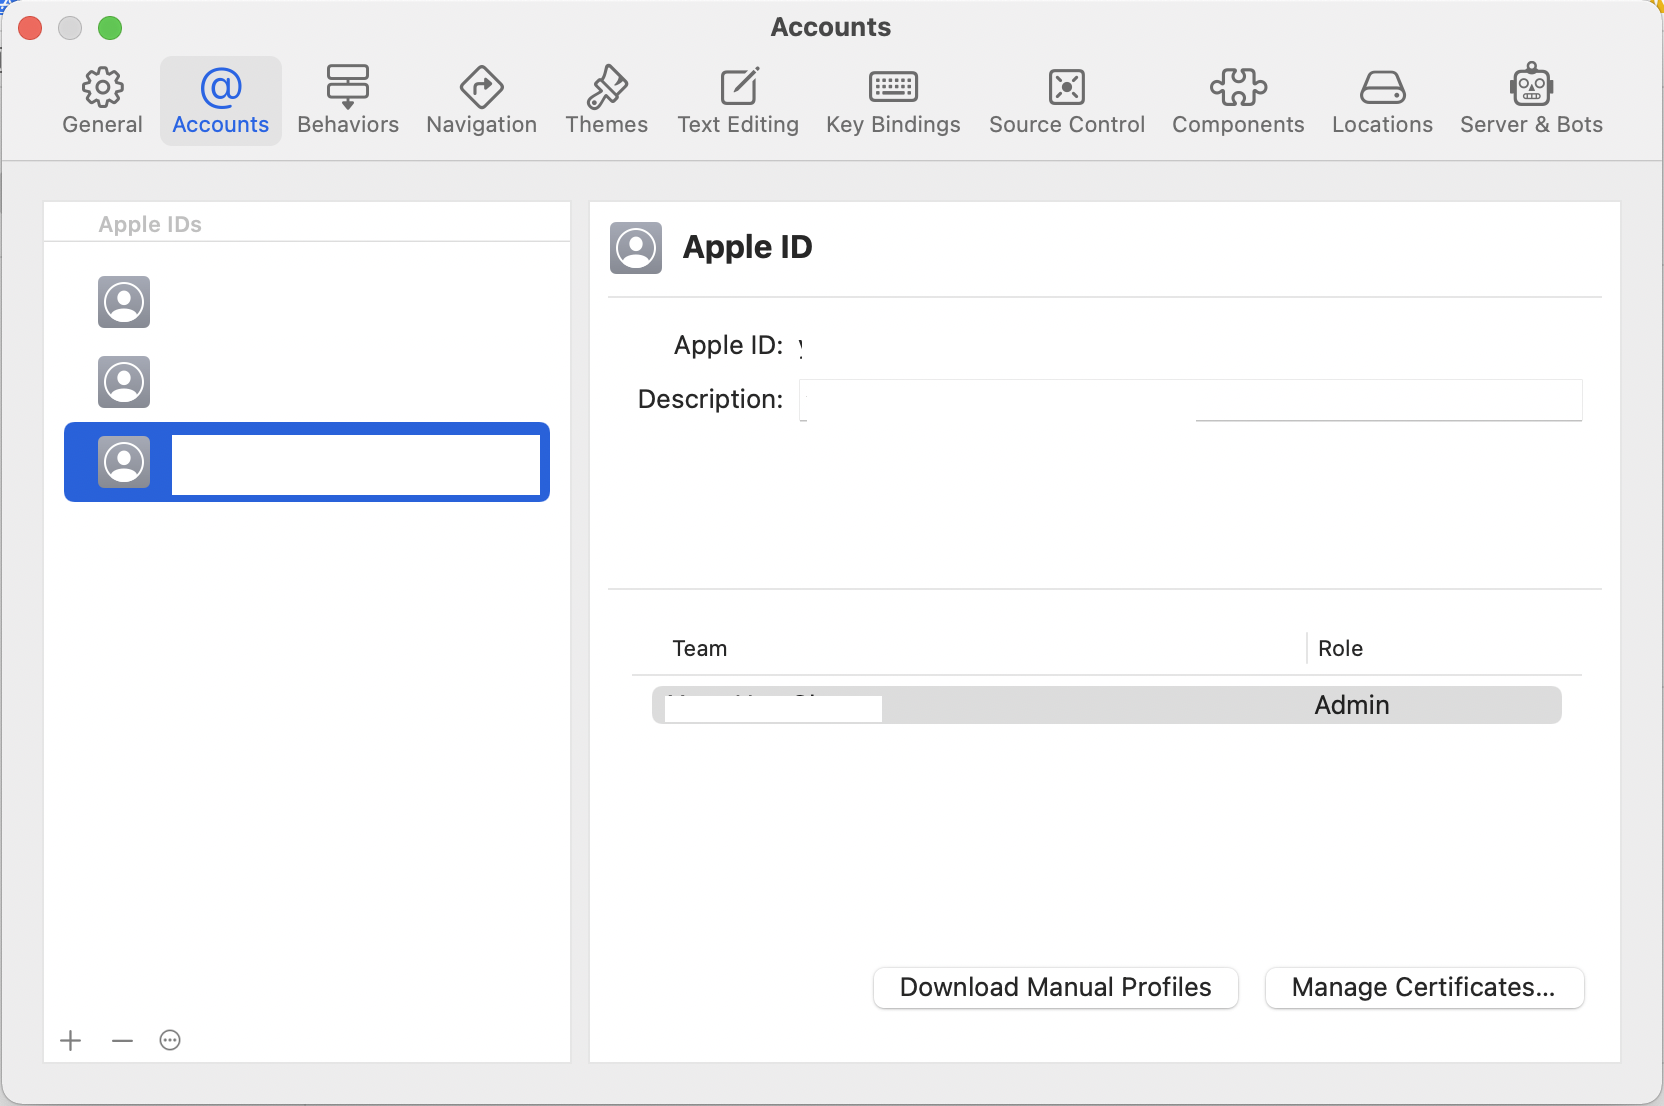 Accounts
General
Accounts
Behaviors
Navigation
Themes
Text Editing
Key Bindings
Source Control
Components
Locations
Server & Bots
Apple IDs
Apple ID
Apple ID:
Description:
Team
Role
Admin
Download Manual Profiles
Manage Certificates...